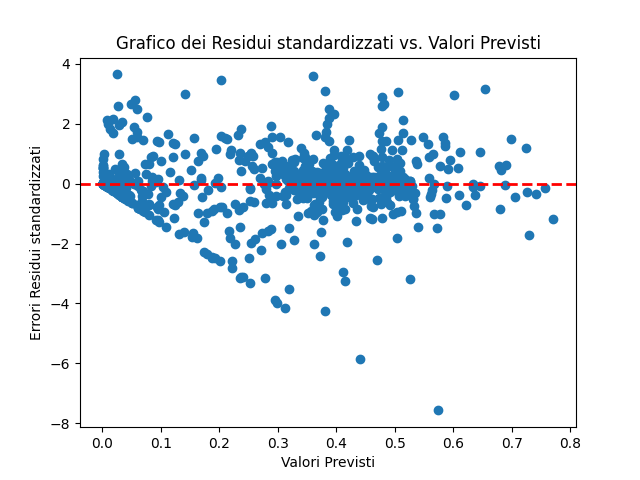 Grafico dei Residui standardizzati vs. Valori Previsti
4
2
0
−2
−4
−6
−8
Errori Residui standardizzati
0.0 0.1 0.2 0.3 0.4 0.5 0.6 0.7 0.8
Valori Previsti